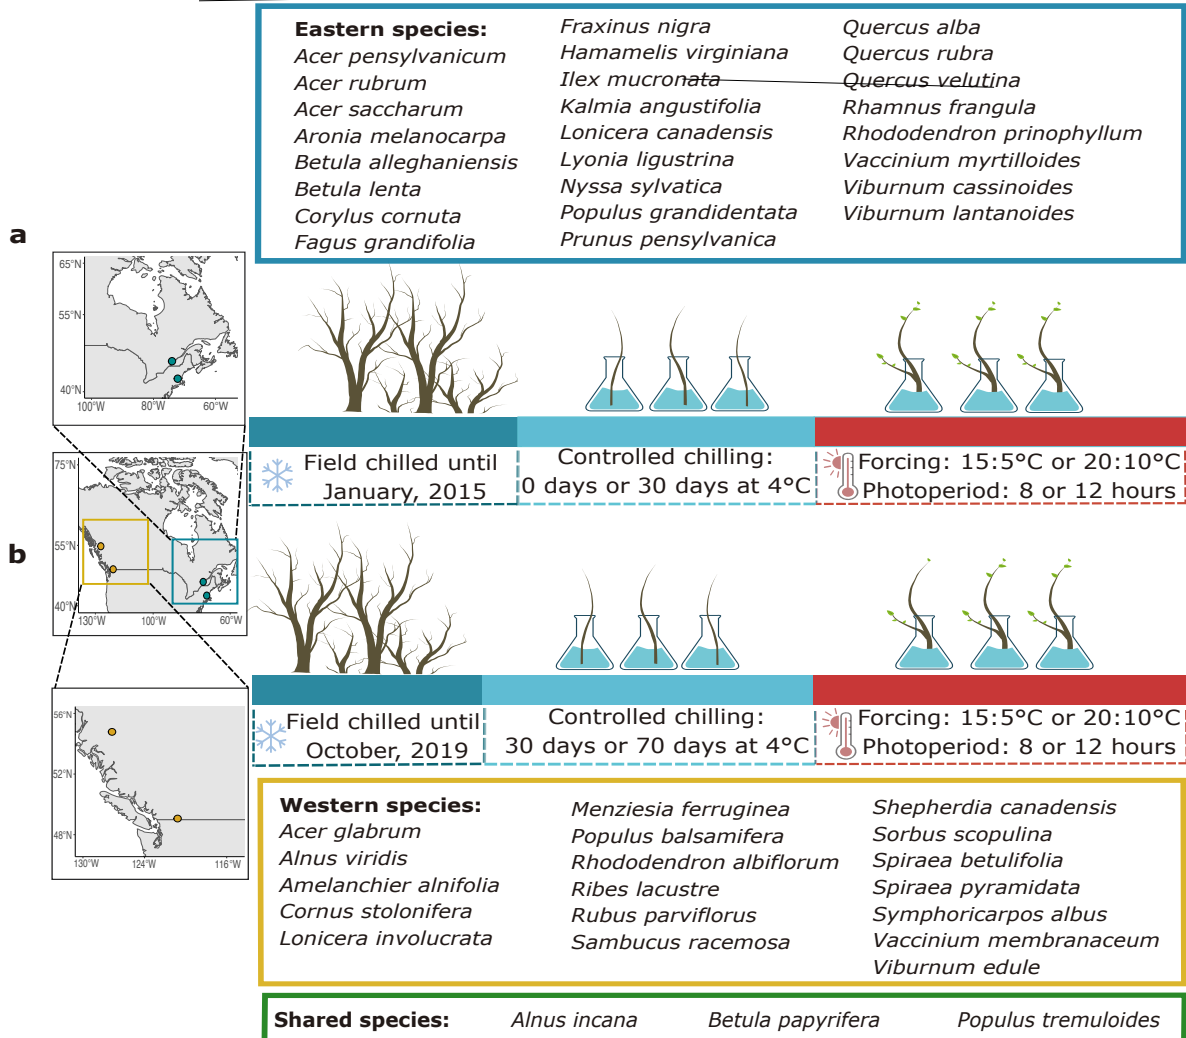 Eastern species:
Acer pensylvanicum
Acer rubrum
Acer saccharum
Aronia melanocarpa
Betula alleghaniensis
Betula lenta
Corylus cornuta
Fagus grandifolia
Fraxinus nigra
Hamamelis virginiana
Ilex mucronata
Kalmia angustifolia
Lonicera canadensis
Lyonia ligustrina
Nyssa sylvatica
Populus grandidentata
Prunus pensylvanica
Quercus alba
Quercus rubra
Quercus velutina
Rhamnus frangula
Rhododendron prinophyllum
Vaccinium myrtilloides
Viburnum cassinoides
Viburnum lantanoides
a
65°N
55°N
40°N
100°W 80°W 60°W
Field chilled until
January, 2015
Controlled chilling:
0 days or 30 days at 4°C
Forcing: 15:5°C or 20:10°C
Photoperiod: 8 or 12 hours
75°N
55°N
40°N
130°W 100°W 60°W
b
56°N
52°N
48°N
130°W 124°W 116°W
Field chilled until
October, 2019
Controlled chilling:
30 days or 70 days at 4°C
Forcing: 15:5°C or 20:10°C
Photoperiod: 8 or 12 hours
Western species:
Acer glabrum
Alnus viridis
Amelanchier alnifolia
Cornus stolonifera
Lonicera involucrata
Menziesia ferruginea
Populus balsamifera
Rhododendron albiflorum
Ribes lacustre
Rubus parviflorus
Sambucus racemosa
Shepherdia canadensis
Sorbus scopulina
Spiraea betulifolia
Spiraea pyramidata
Symphoricarpos albus
Vaccinium membranaceum
Viburnum edule
Shared species: Alnus incana Betula papyrifera Populus tremuloides